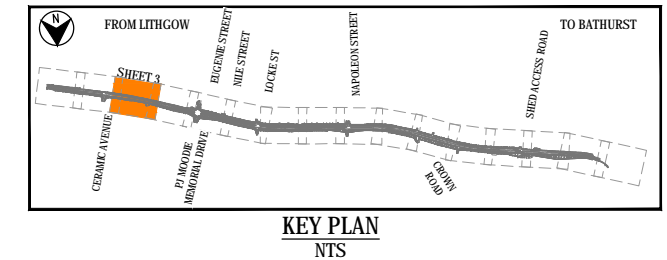 N
FROM LITHGOW
TO BATHURST
EUGENIE STREET
NILE STREET
LOCKE ST
NAPOLEON STREET
SHED ACCESS ROAD
SHEET 3
CERAMIC AVENUE
PJ MOODIE
MEMORIAL DRIVE
CROWN
ROAD
KEY PLAN
NTS